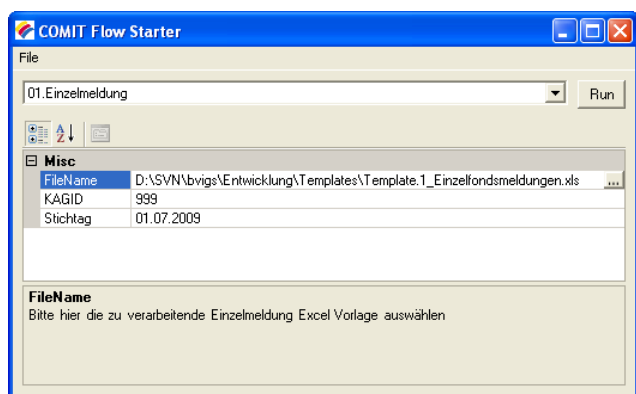 COMIT Flow Starter
File
01.Einzelmeldung
Run
Misc
FileName D:\SVN\bvigs\Entwicklung\Templates\Template.1_Einzelfondsmeldungen.xls ...
KAGID 999
Stichtag 01.07.2009
FileName
Bitte hier die zu verarbeitende Einzelmeldung Excel Vorlage auswählen